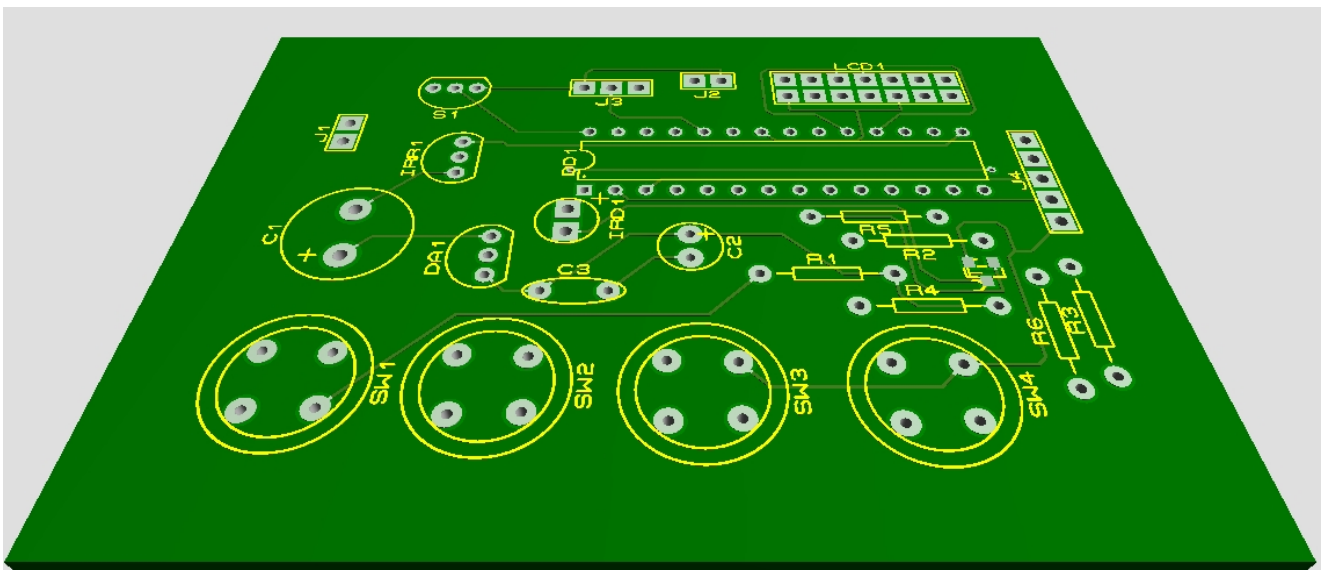 LCD1
J2
J3
S1
J1
IRR1
DD1
J4
IRD1
C1
+
+
R5
C2
+
R2
DA1
R1
C3
R4
R6
R3
SW1
SW2
SW3
SW4